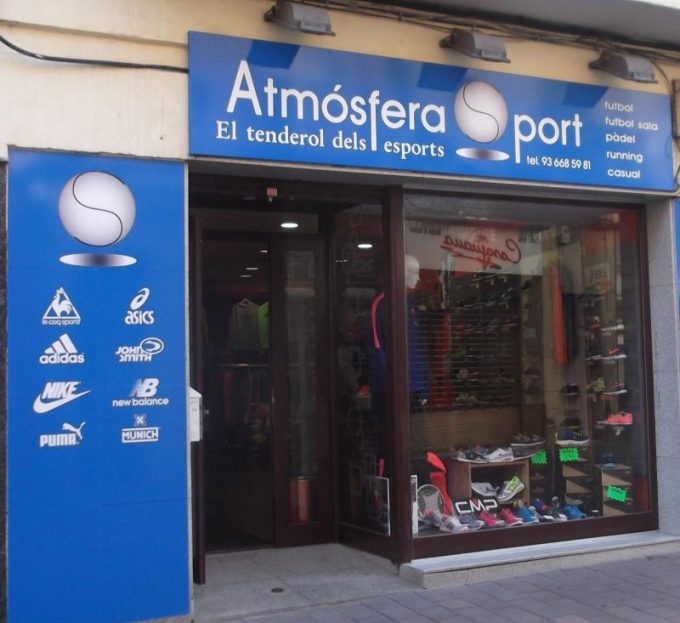 Atmósfera Sport
El tenderol dels esports
tel. 93 668 59 81
futbol
futbol sala
pàdel
running
casual
le coq sportif
asics
adidas
JOHN SMITH
NIKE
NB
new balance
PUMA
MUNICH
CMP